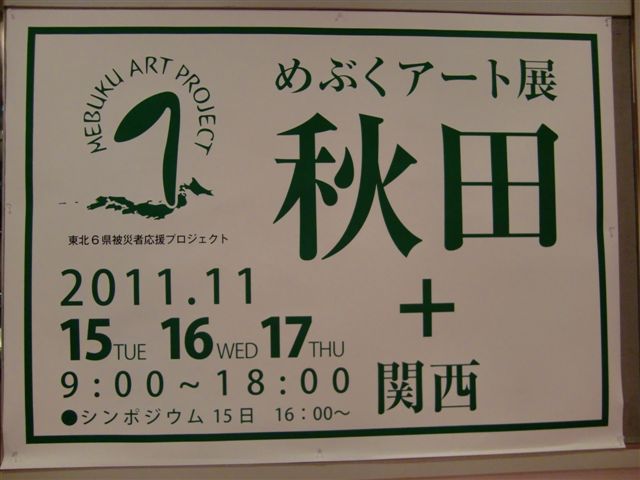 MEBUKU ART PROJECT
めぶくアート展
秋田
+
関西
東北6県被災者応援プロジェクト
2011.11
15TUE 16WED 17THU
9:00~18:00
●シンポジウム 15日 16:00~